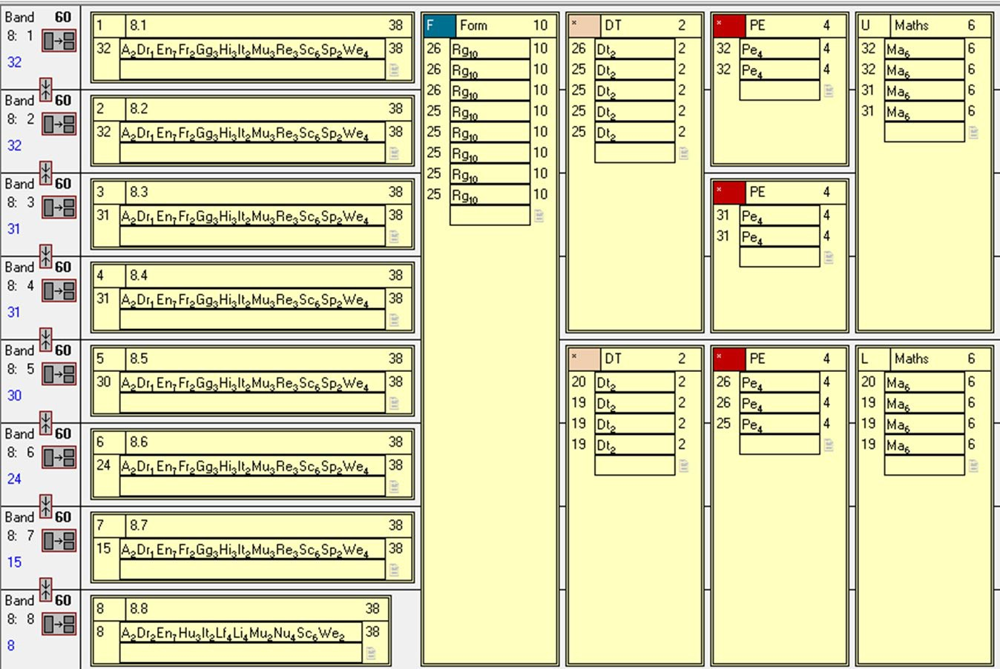 Band 60
8: 1
32
1 8.1 38
32 A2Dr1En7Fr2Gg3Hi3It2Mu3Re3Sc6Sp2We4 38
Band 60
8: 2
32
2 8.2 38
32 A2Dr1En7Fr2Gg3Hi3It2Mu3Re3Sc6Sp2We4 38
Band 60
8: 3
31
3 8.3 38
31 A2Dr1En7Fr2Gg3Hi3It2Mu3Re3Sc6Sp2We4 38
Band 60
8: 4
31
4 8.4 38
31 A2Dr1En7Fr2Gg3Hi3It2Mu3Re3Sc6Sp2We4 38
Band 60
8: 5
30
5 8.5 38
30 A2Dr1En7Fr2Gg3Hi3It2Mu3Re3Sc6Sp2We4 38
Band 60
8: 6
24
6 8.6 38
24 A2Dr1En7Fr2Gg3Hi3It2Mu3Re3Sc6Sp2We4 38
Band 60
8: 7
15
7 8.7 38
15 A2Dr1En7Fr2Gg3Hi3It2Mu3Re3Sc6Sp2We4 38
Band 60
8: 8
8
8 8.8 38
8 A2Dr2En7Hu3It2Lf4Li4Mu2Nu4Sc6We2 38
F Form 10
26 Rg10 10
26 Rg10 10
26 Rg10 10
25 Rg10 10
25 Rg10 10
25 Rg10 10
25 Rg10 10
25 Rg10 10
* DT 2
26 Dt2 2
25 Dt2 2
25 Dt2 2
25 Dt2 2
25 Dt2 2
* DT 2
20 Dt2 2
19 Dt2 2
19 Dt2 2
19 Dt2 2
* PE 4
32 Pe4 4
32 Pe4 4
* PE 4
31 Pe4 4
31 Pe4 4
* PE 4
26 Pe4 4
26 Pe4 4
25 Pe4 4
U Maths 6
32 Ma6 6
32 Ma6 6
31 Ma6 6
31 Ma6 6
L Maths 6
20 Ma6 6
19 Ma6 6
19 Ma6 6
19 Ma6 6